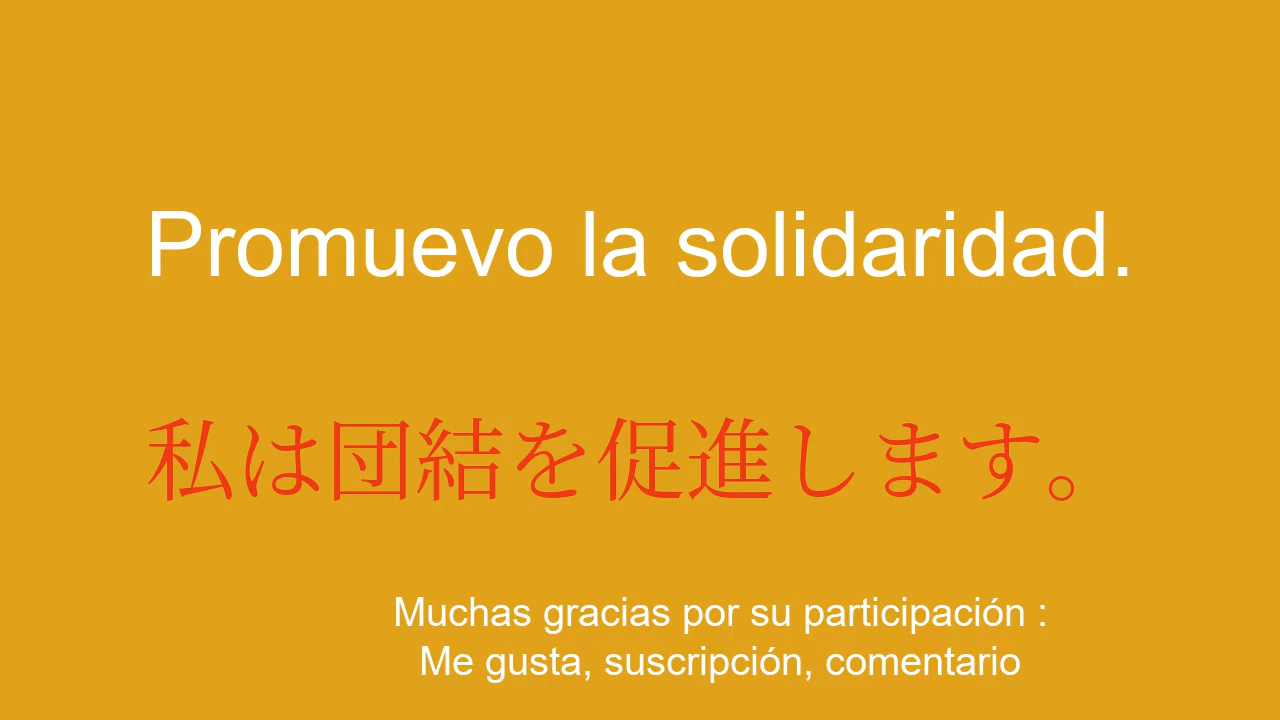 Promuevo la solidaridad.
私は団結を促進します。
Muchas gracias por su participación :
Me gusta, suscripción, comentario